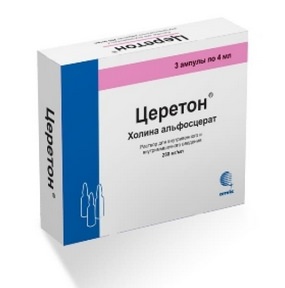 Церетон®
3 ампулы по 4 мл
Церетон®
Холина альфосцерат
Раствор для внутривенного и
внутримышечного введения
250 мг/мл